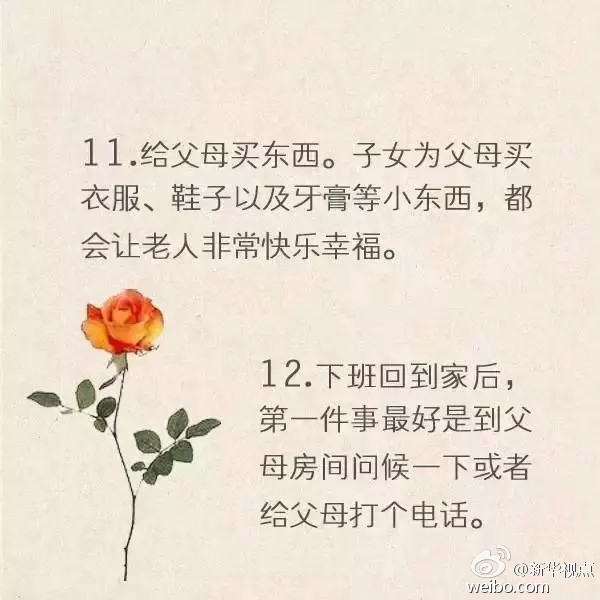 11.给父母买东西。子女为父母买
衣服、鞋子以及牙膏等小东西，都
会让老人非常快乐幸福。
12.下班回到家后，
第一件事最好是到父
母房间问候一下或者
给父母打个电话。
@新华视点
weibo.com